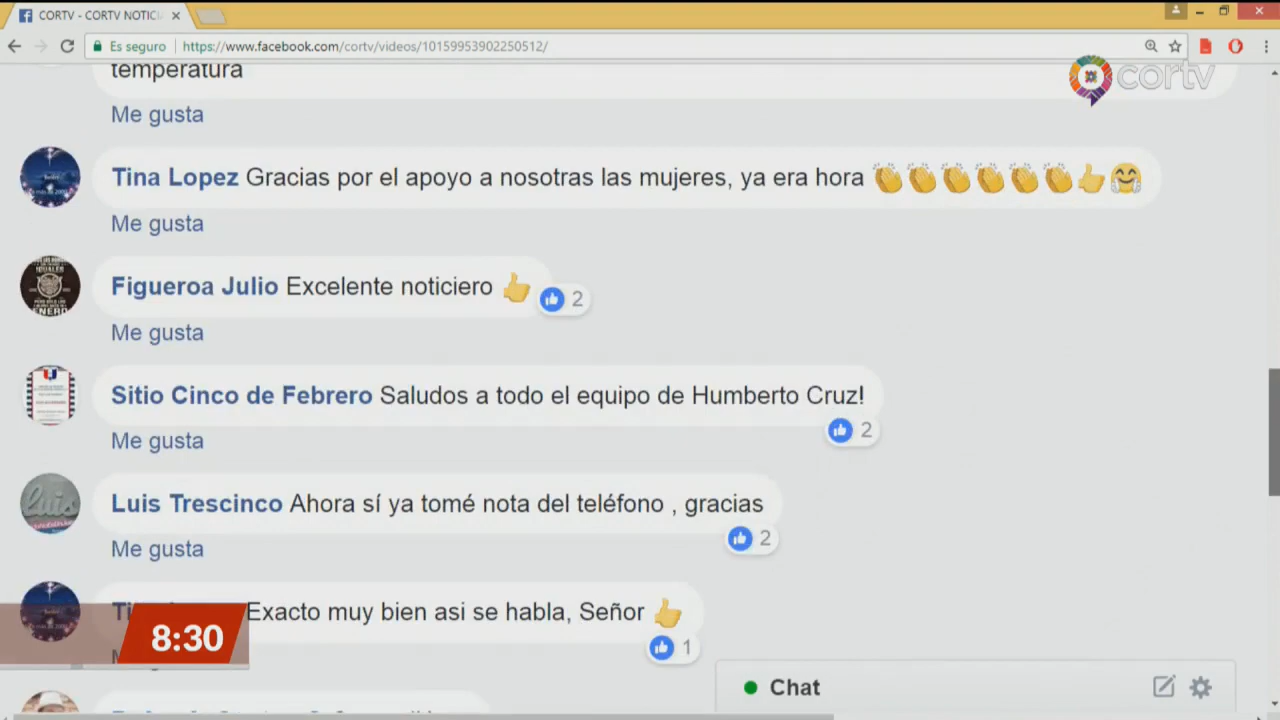 CORTV - CORTV NOTICI
Es seguro
https://www.facebook.com/cortv/videos/10159953902250512/
cortv
temperatura
Me gusta
Tina Lopez Gracias por el apoyo a nosotras las mujeres, ya era hora 👏👏👏👏👏👏👍🤗
Me gusta
Figueroa Julio Excelente noticiero 👍
2
Me gusta
Sitio Cinco de Febrero Saludos a todo el equipo de Humberto Cruz!
2
Me gusta
Luis Trescinco Ahora sí ya tomé nota del teléfono , gracias
2
Me gusta
Exacto muy bien asi se habla, Señor 👍
1
8:30
Chat